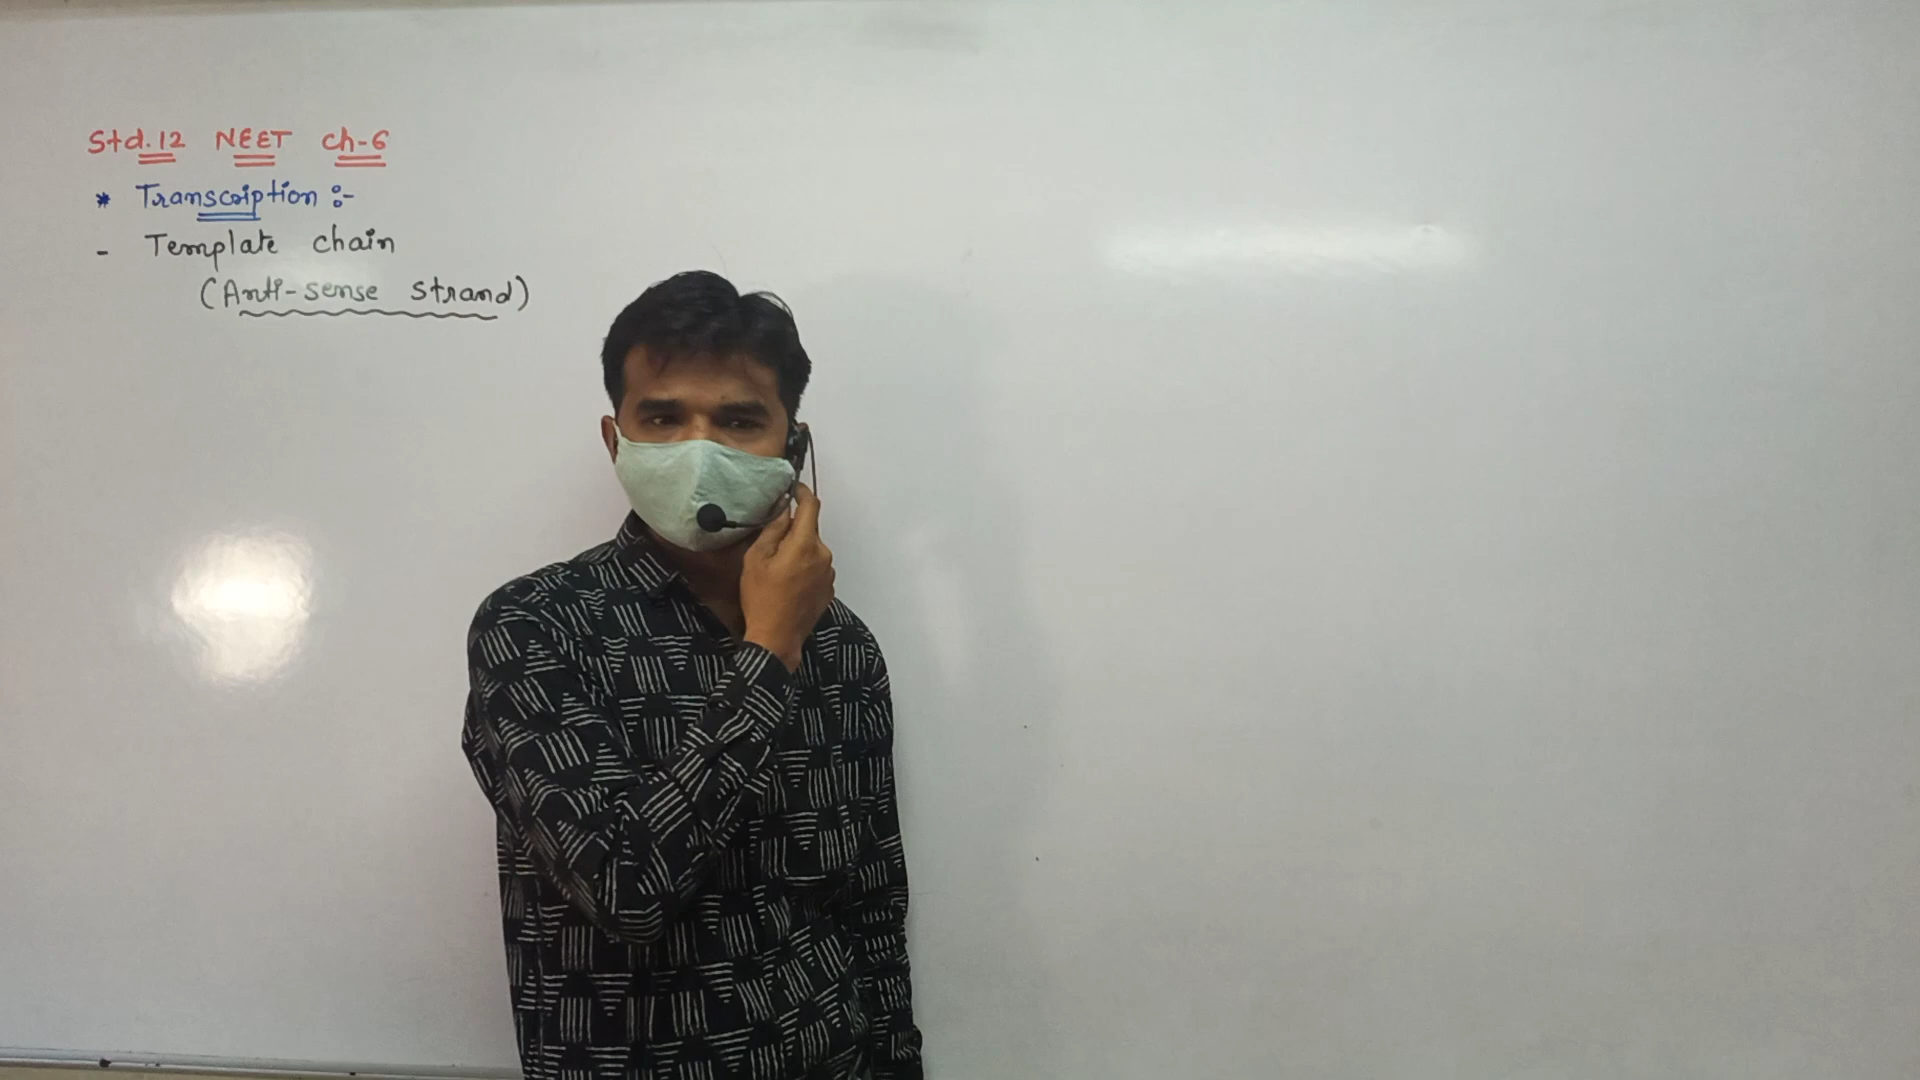 Std.12 NEET Ch-6
* Transcription :-
- Template chain
(Anti-sense strand)